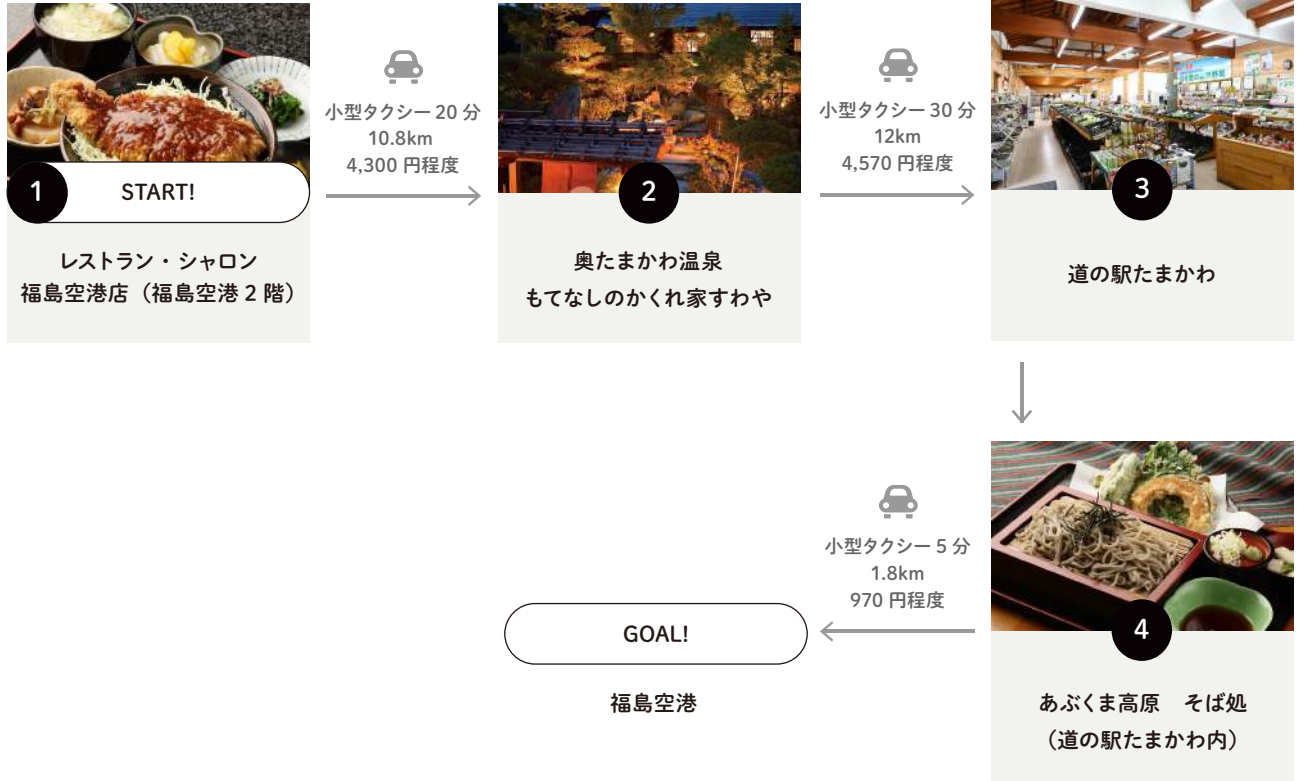 1
START!
レストラン・シャロン
福島空港店（福島空港２階）
小型タクシー 20 分
10.8km
4,300 円程度
2
奥たまかわ温泉
もてなしのかくれ家すわや
小型タクシー 30 分
12km
4,570 円程度
3
道の駅たまかわ
4
あぶくま高原　そば処
（道の駅たまかわ内）
小型タクシー 5 分
1.8km
970 円程度
GOAL!
福島空港